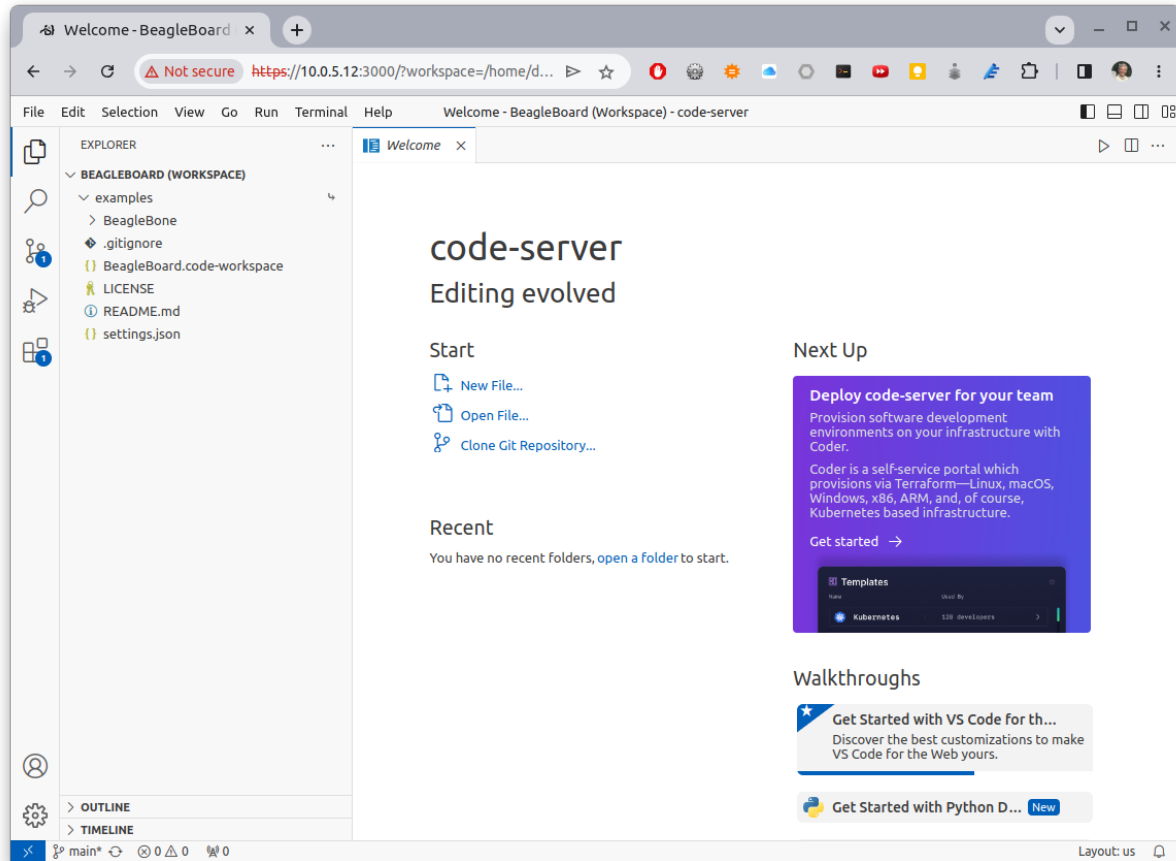 Welcome - BeagleBoard
Not secure https://10.0.5.12:3000/?workspace=/home/d...
File Edit Selection View Go Run Terminal Help Welcome - BeagleBoard (Workspace) - code-server
EXPLORER
Welcome
BEAGLEBOARD (WORKSPACE)
examples
BeagleBone
.gitignore
BeagleBoard.code-workspace
LICENSE
README.md
settings.json
1
1
code-server
Editing evolved
Start
New File...
Open File...
Clone Git Repository...
Recent
You have no recent folders, open a folder to start.
Next Up
Deploy code-server for your team
Provision software development
environments on your infrastructure with
Coder.
Coder is a self-service portal which
provisions via Terraform—Linux, macOS,
Windows, x86, ARM, and, of course,
Kubernetes based infrastructure.
Get started
Templates
Name Used By
Kubernetes 120 developers
Walkthroughs
Get Started with VS Code for th...
Discover the best customizations to make
VS Code for the Web yours.
Get Started with Python D... New
OUTLINE
TIMELINE
main* 0 0 0 Layout: us